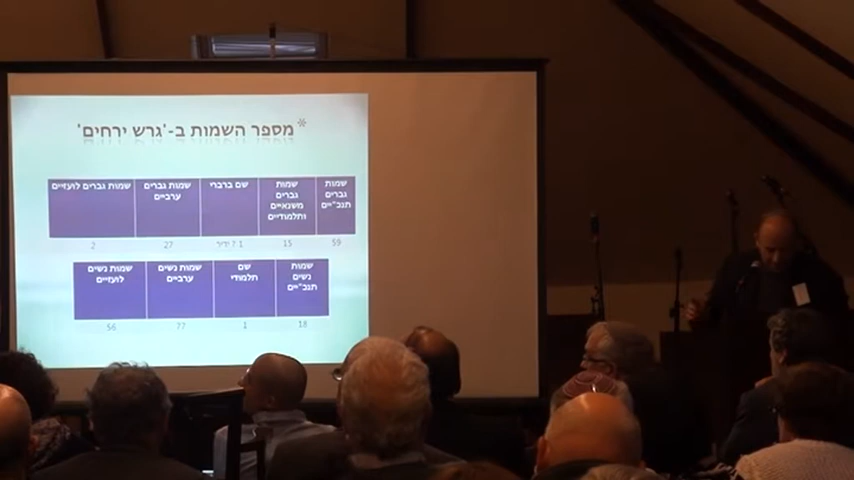 *מספר השמות ב-'גרש ירחים'
שמות גברים תנכ"יים
שמות גברים משנאיים ותלמודיים
שם ברברי
שמות גברים ערביים
שמות גברים לועזיים
59
15
1 ? ידיר
27
2
שמות נשים תנכ"יים
שם תלמודי
שמות נשים ערביים
שמות נשים לועזיים
18
1
77
56